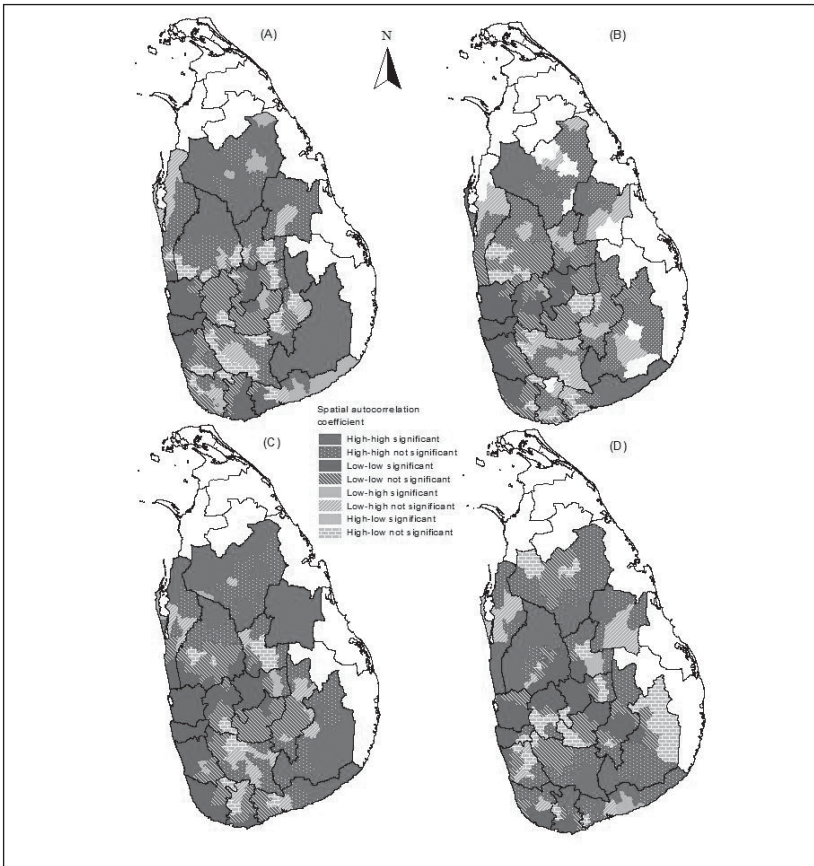 (A)
(B)
N
Spatial autocorrelation
coefficient
High-high significant
High-high not significant
Low-low significant
Low-low not significant
Low-high significant
Low-high not significant
High-low significant
High-low not significant
(C)
(D)